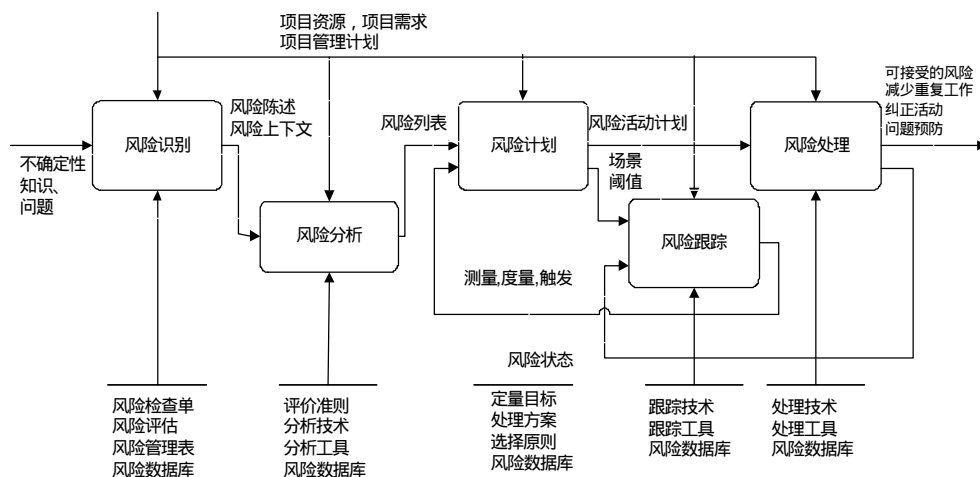 项目资源，项目需求
项目管理计划
可接受的风险
减少重复工作
纠正活动
问题预防
风险识别
风险陈述
风险上下文
风险列表
风险计划
风险活动计划
风险处理
不确定性
知识、
问题
场景
阈值
风险分析
风险跟踪
测量,度量,触发
风险状态
风险检查单
风险评估
风险管理表
风险数据库
评价准则
分析技术
分析工具
风险数据库
定量目标
处理方案
选择原则
风险数据库
跟踪技术
跟踪工具
风险数据库
处理技术
处理工具
风险数据库